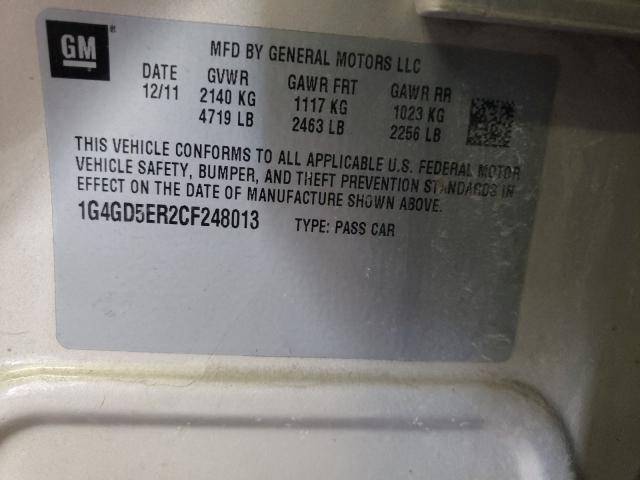 GM ®
MFD BY GENERAL MOTORS LLC
DATE GVWR GAWR FRT GAWR RR
12/11 2140 KG 1117 KG 1023 KG
4719 LB 2463 LB 2256 LB
THIS VEHICLE CONFORMS TO ALL APPLICABLE U.S. FEDERAL MOTOR
VEHICLE SAFETY, BUMPER, AND THEFT PREVENTION STANDARDS IN
EFFECT ON THE DATE OF MANUFACTURE SHOWN ABOVE.
1G4GD5ER2CF248013 TYPE: PASS CAR